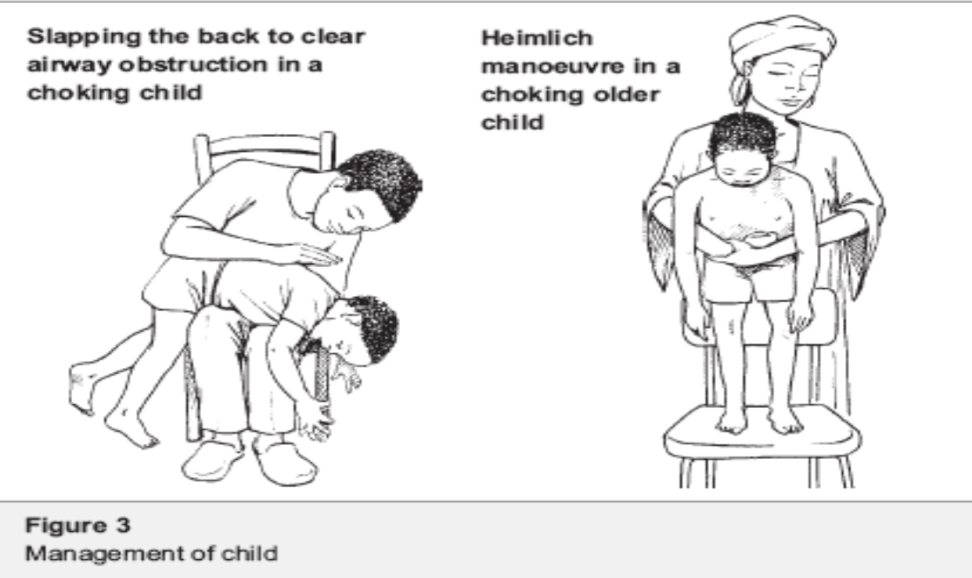 Slapping the back to clear
airway obstruction in a
choking child
Heimlich
manoeuvre in a
choking older
child
Figure 3
Management of child